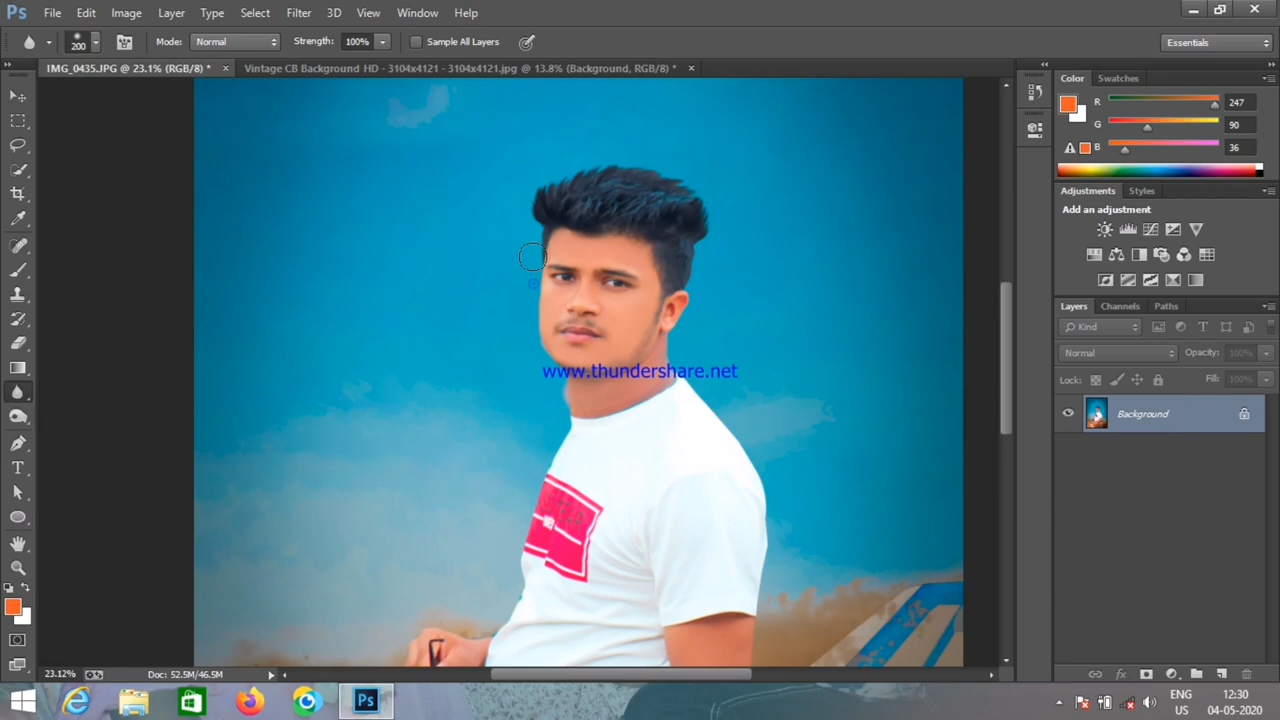 Ps File Edit Image Layer Type Select Filter 3D View Window Help
200 Mode: Normal Strength: 100% Sample All Layers Essentials
IMG_0435.JPG @ 23.1% (RGB/8) * × Vintage CB Background HD - 3104x4121 - 3104x4121.jpg @ 13.8% (Background, RGB/8) * ×
Color Swatches
R 247
G 90
B 36
Adjustments Styles
Add an adjustment
Layers Channels Paths
Kind
Normal Opacity: 100%
Lock: Fill: 100%
Background
www.thundershare.net
23.12% Doc: 52.5M/46.5M
Ps
ENG 12:30
US 04-05-2020